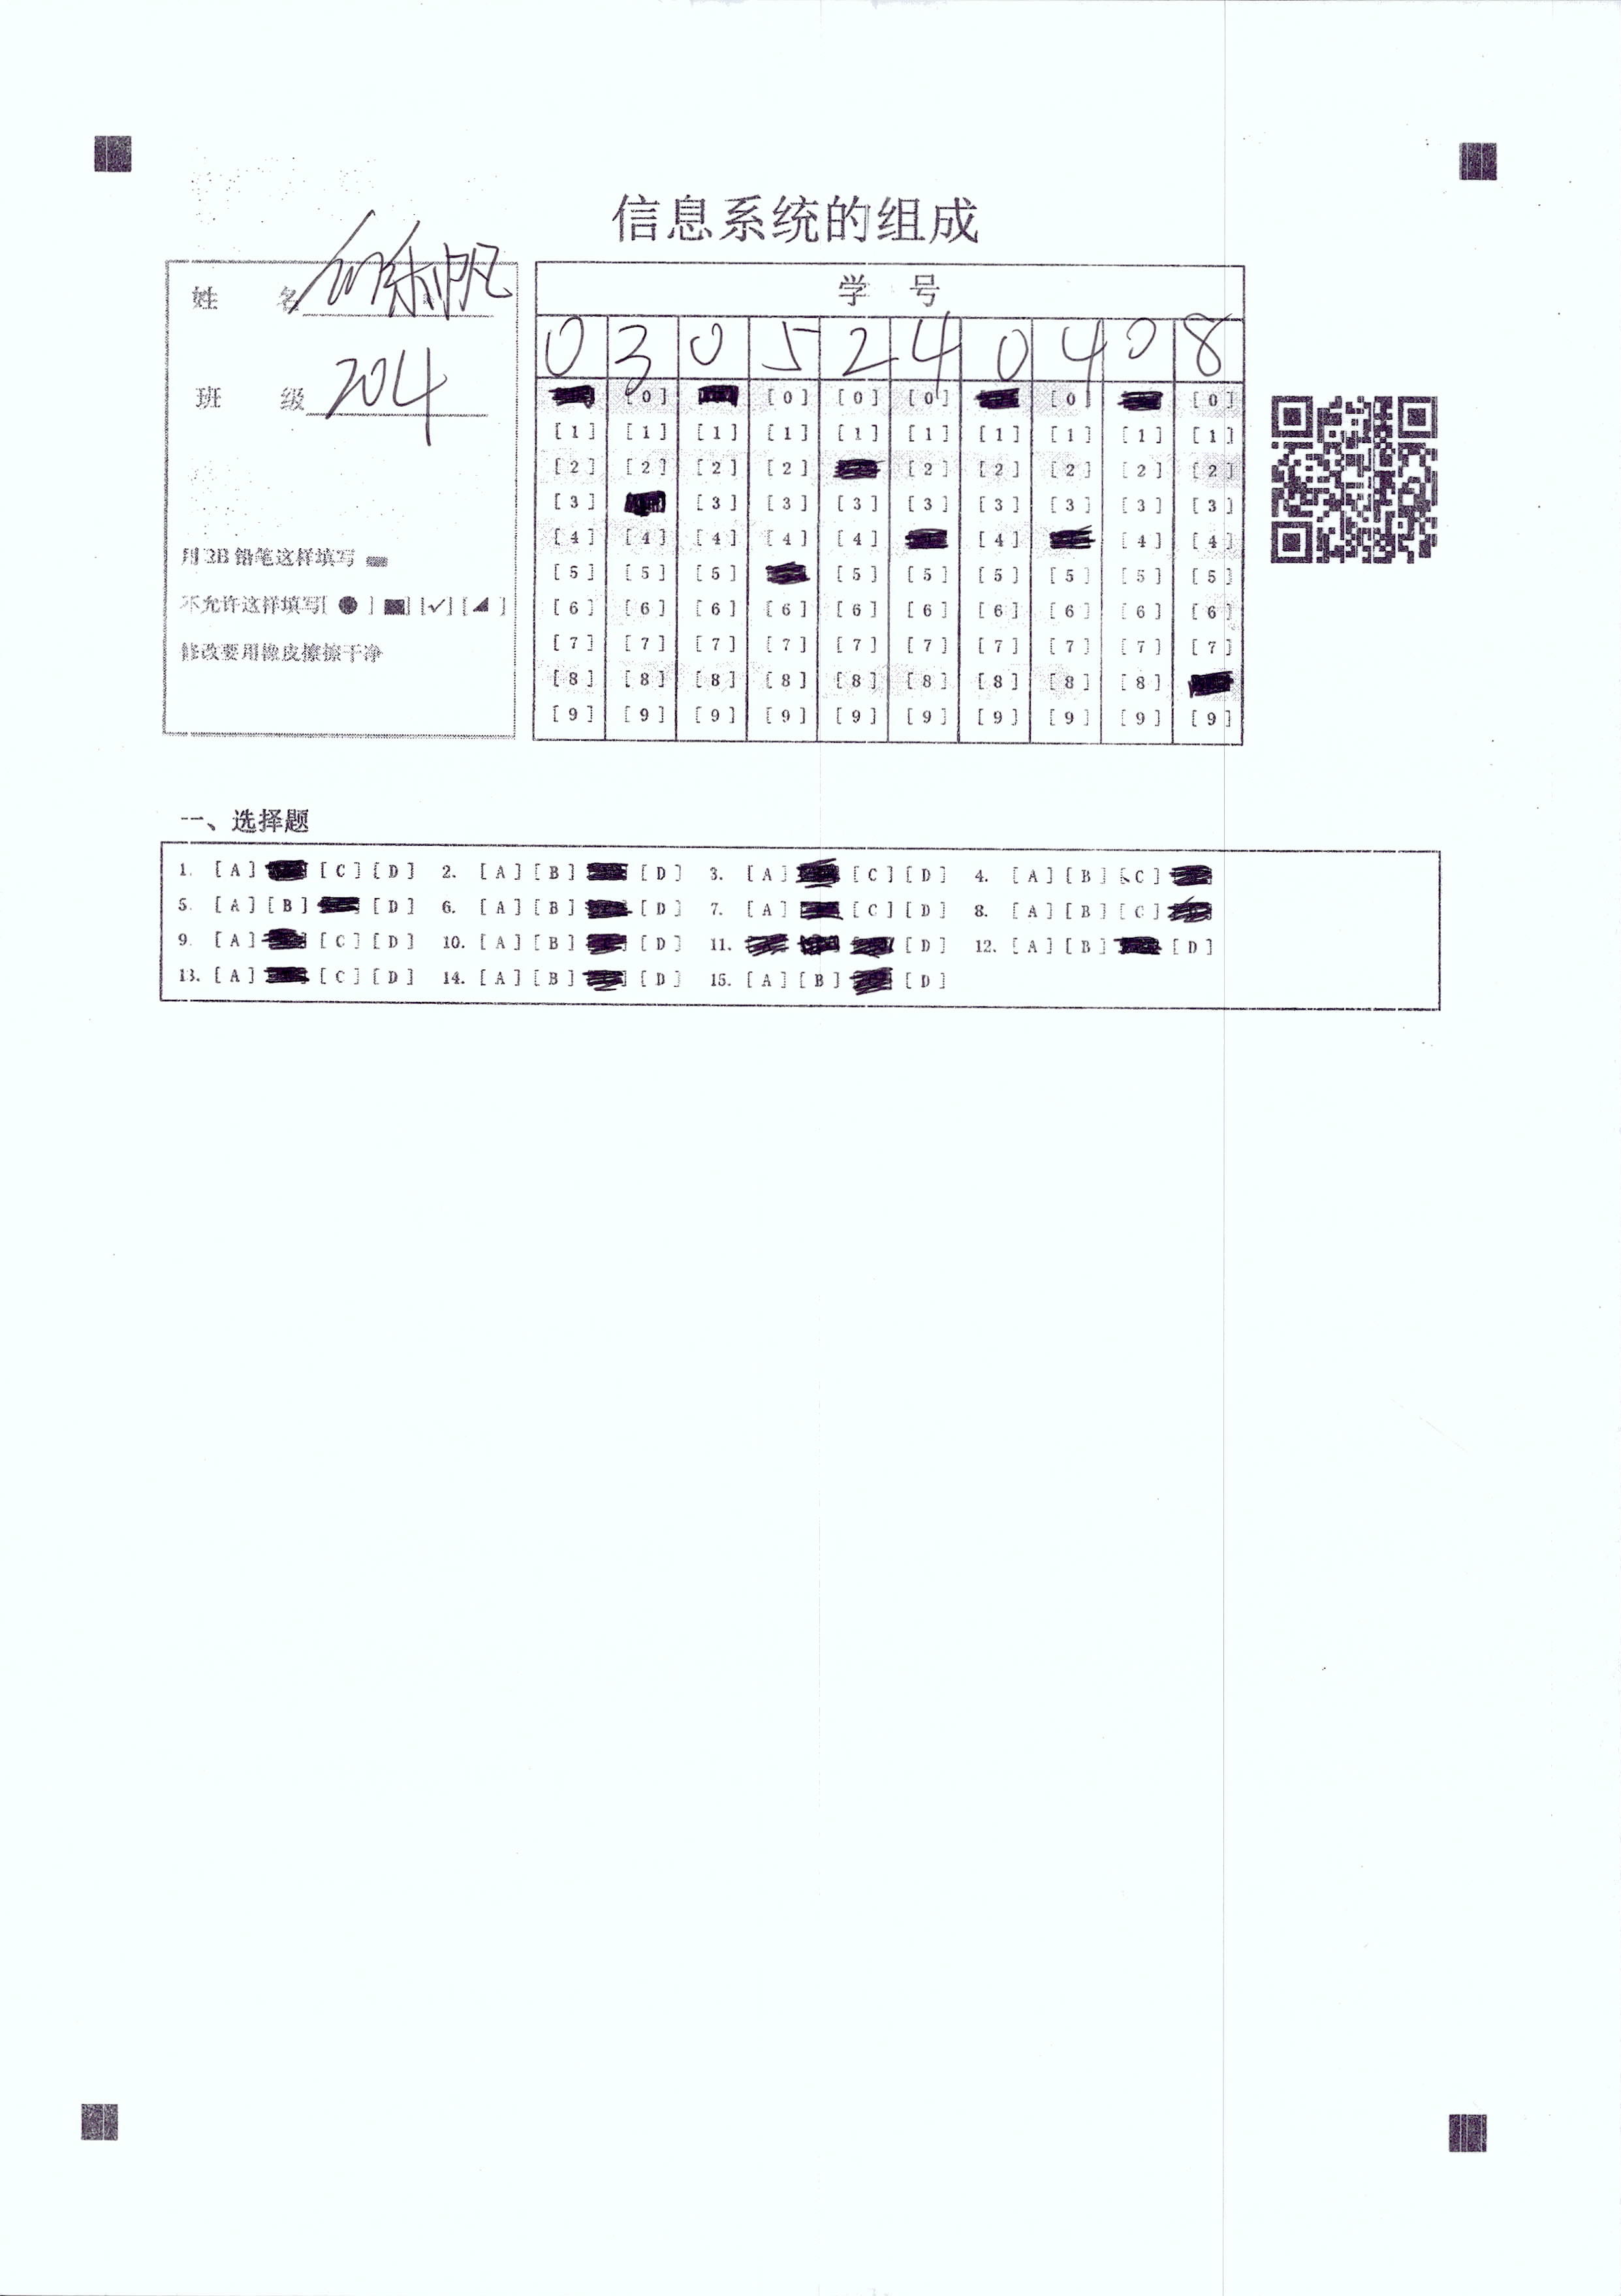 信息系统的组成
姓 名
班 级 204
用 3B 铅笔这样填写
不允许这样填写[ ● ] [■] [✓] [◢ ]
修改要用橡皮擦擦干净
学 号
0 3 0 5 2 4 0 4 0 8
[0] [0] [0] [0] [0]
[1] [1] [1] [1] [1] [1] [1] [1] [1] [1]
[2] [2] [2] [2] [2] [2] [2] [2] [2]
[3] [3] [3] [3] [3] [3] [3] [3] [3]
[4] [4] [4] [4] [4] [4] [4] [4]
[5] [5] [5] [5] [5] [5] [5] [5] [5]
[6] [6] [6] [6] [6] [6] [6] [6] [6] [6]
[7] [7] [7] [7] [7] [7] [7] [7] [7] [7]
[8] [8] [8] [8] [8] [8] [8] [8] [8]
[9] [9] [9] [9] [9] [9] [9] [9] [9] [9]
一、选择题
1. [A] [C] [D] 2. [A] [B] [D] 3. [A] [C] [D] 4. [A] [B] [C]
5. [A] [B] [D] 6. [A] [B] [D] 7. [A] [C] [D] 8. [A] [B] [C]
9. [A] [C] [D] 10. [A] [B] [D] 11. [D] 12. [A] [B] [D]
13. [A] [C] [D] 14. [A] [B] [D] 15. [A] [B] [D]